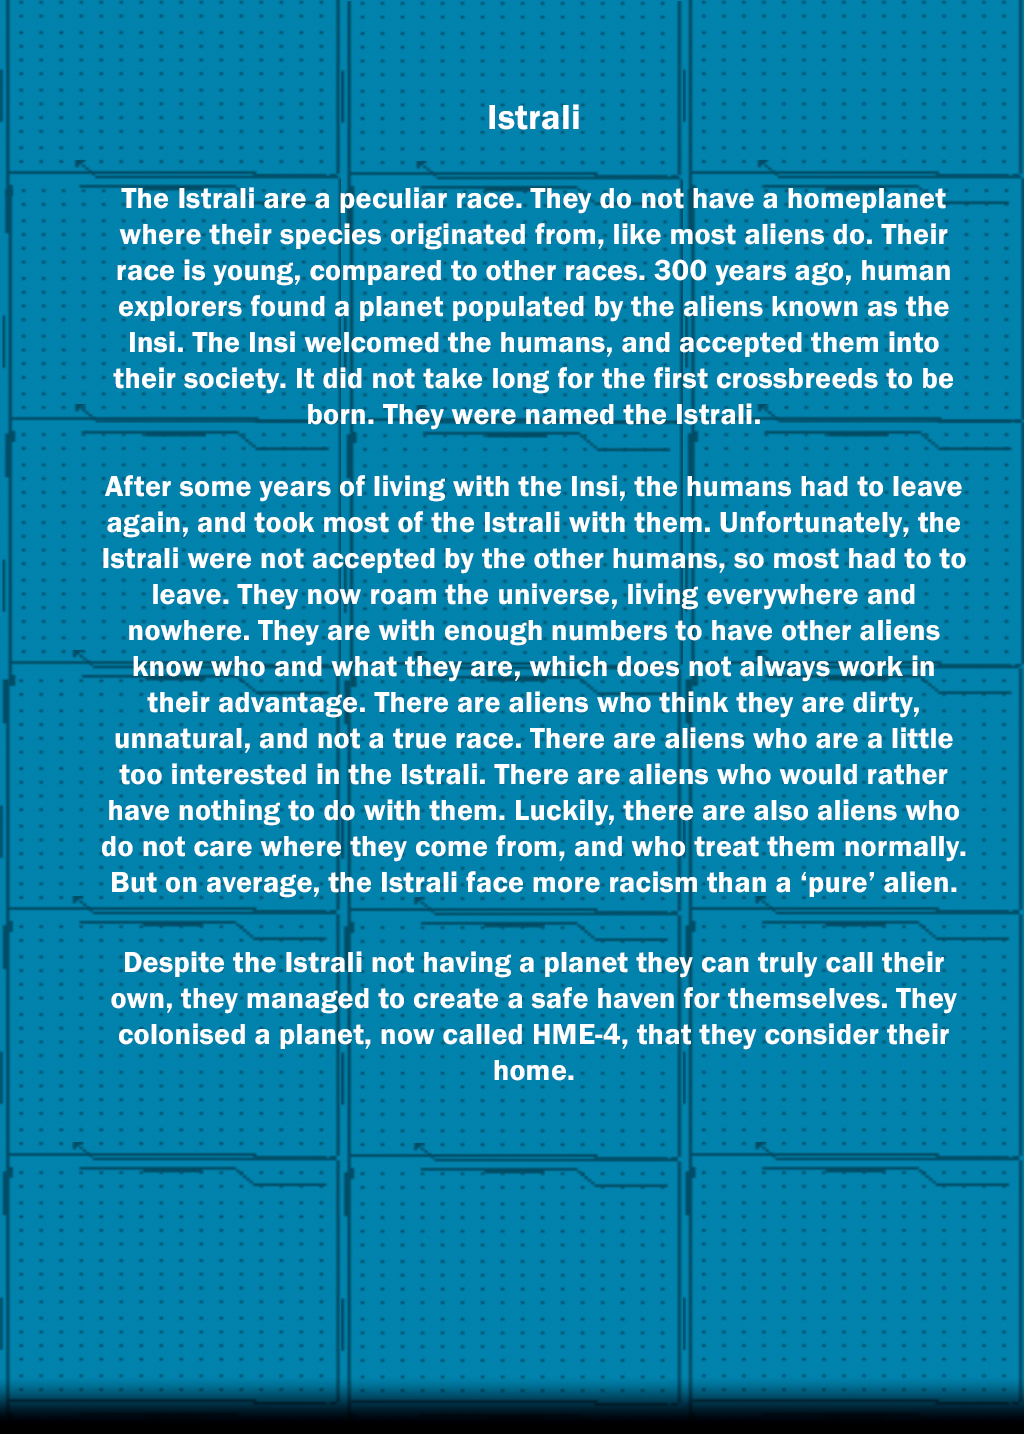 Istrali
The Istrali are a peculiar race. They do not have a homeplanet
where their species originated from, like most aliens do. Their
race is young, compared to other races. 300 years ago, human
explorers found a planet populated by the aliens known as the
Insi. The Insi welcomed the humans, and accepted them into
their society. It did not take long for the first crossbreeds to be
born. They were named the Istrali.
After some years of living with the Insi, the humans had to leave
again, and took most of the Istrali with them. Unfortunately, the
Istrali were not accepted by the other humans, so most had to to
leave. They now roam the universe, living everywhere and
nowhere. They are with enough numbers to have other aliens
know who and what they are, which does not always work in
their advantage. There are aliens who think they are dirty,
unnatural, and not a true race. There are aliens who are a little
too interested in the Istrali. There are aliens who would rather
have nothing to do with them. Luckily, there are also aliens who
do not care where they come from, and who treat them normally.
But on average, the Istrali face more racism than a ‘pure’ alien.
Despite the Istrali not having a planet they can truly call their
own, they managed to create a safe haven for themselves. They
colonised a planet, now called HME-4, that they consider their
home.